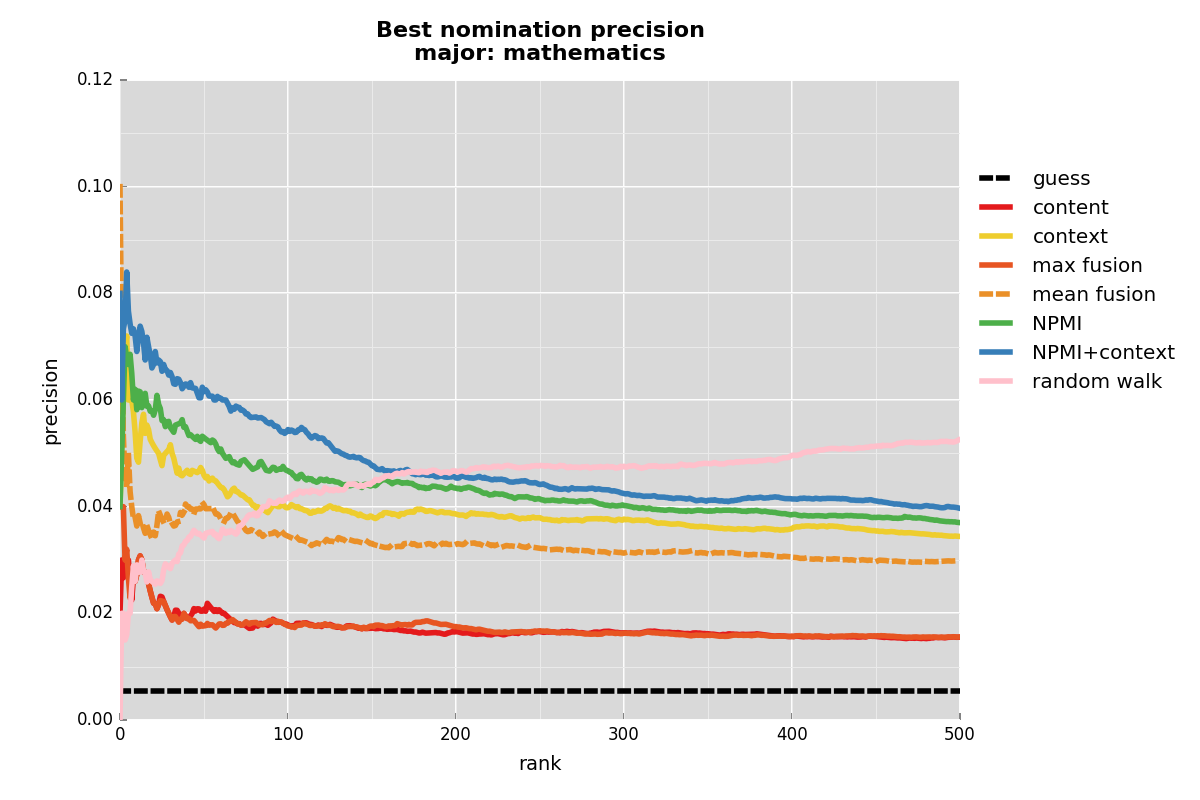 Best nomination precision
major: mathematics
0.12
0.10
0.08
0.06
0.04
0.02
0.00
precision
0 100 200 300 400 500
rank
guess
content
context
max fusion
mean fusion
NPMI
NPMI+context
random walk